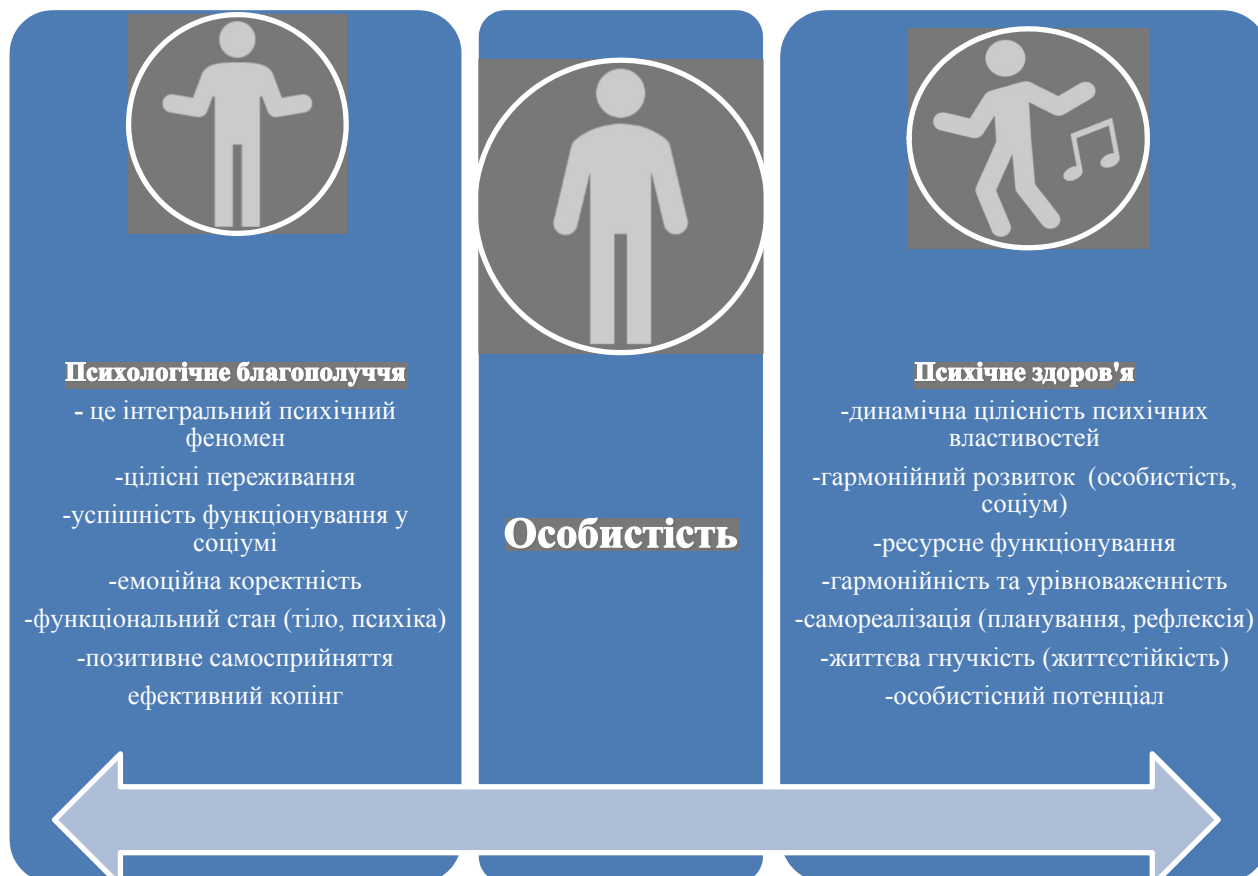 Психологічне благополуччя
- це інтегральний психічний
феномен
-цілісні переживання
-успішність функціонування у
соціумі
-емоційна коректність
-функціональний стан (тіло, психіка)
-позитивне самосприйняття
ефективний копінг
Особистість
Психічне здоров'я
-динамічна цілісність психічних
властивостей
-гармонійний розвиток (особистість,
соціум)
-ресурсне функціонування
-гармонійність та урівноваженність
-самореалізація (планування, рефлексія)
-життєва гнучкість (життєстійкість)
-особистісний потенціал